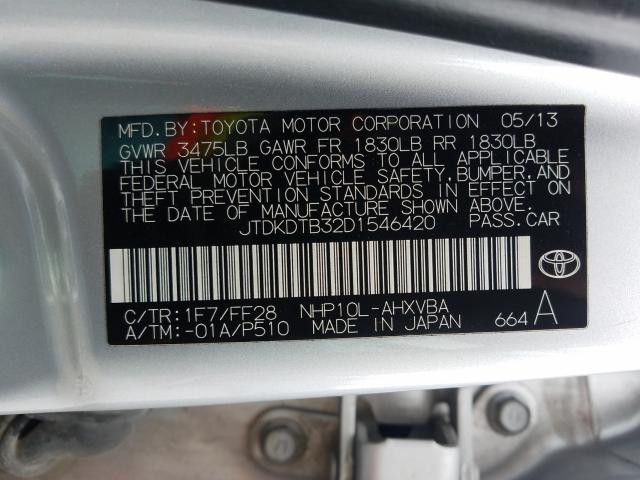 MFD. BY: TOYOTA MOTOR CORPORATION 05/13
GVWR 3475LB GAWR FR 1830LB RR 1830LB
THIS VEHICLE CONFORMS TO ALL APPLICABLE
FEDERAL MOTOR VEHICLE SAFETY, BUMPER, AND
THEFT PREVENTION STANDARDS IN EFFECT ON
THE DATE OF MANUFACTURE SHOWN ABOVE.
JTDKDTB32D1546420 PASS. CAR
C/TR: 1F7/FF28 NHP10L-AHXVBA
A/TM: -01A/P510 MADE IN JAPAN 664 A